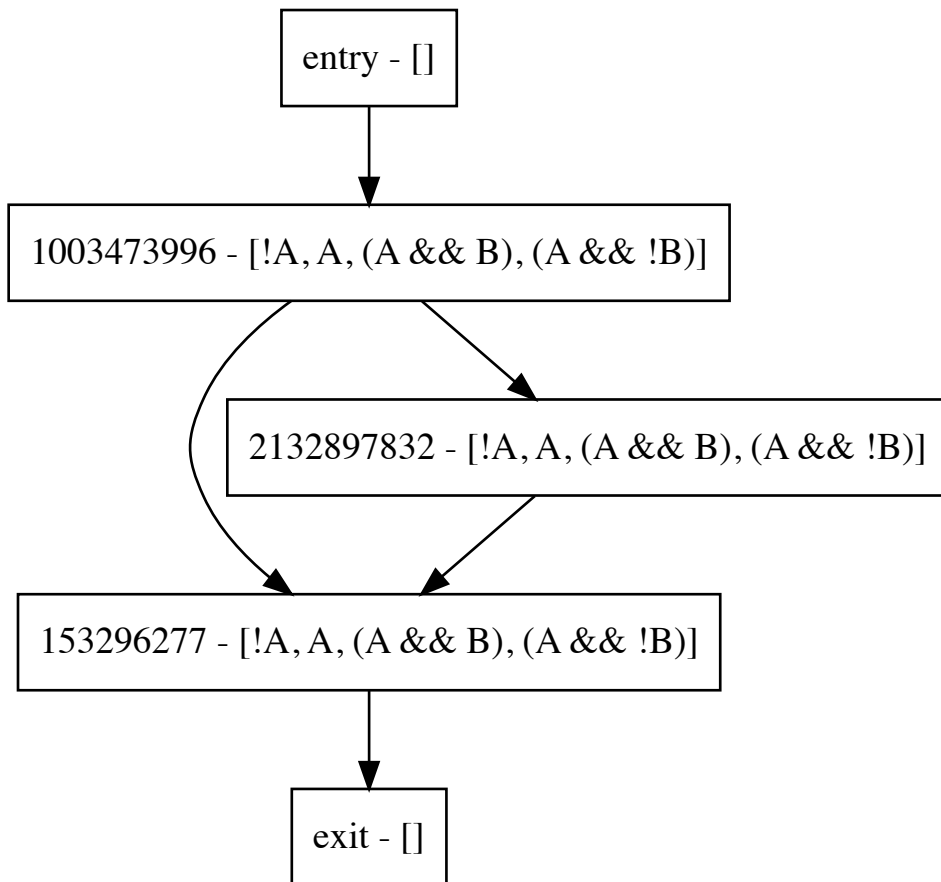 entry - []
1003473996 - [!A, A, (A && B), (A && !B)]
2132897832 - [!A, A, (A && B), (A && !B)]
153296277 - [!A, A, (A && B), (A && !B)]
exit - []